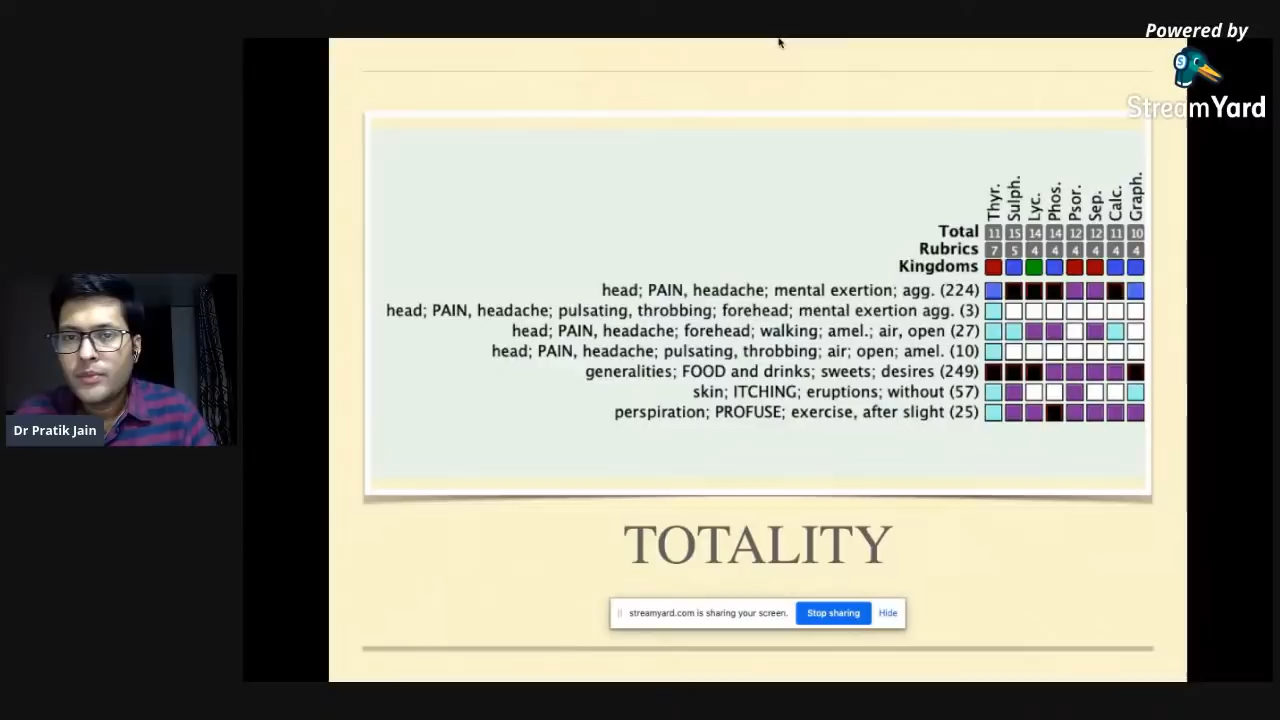 Powered by
StreamYard
Thyr. Sulph. Lyc. Phos. Psor. Sep. Calc. Graph.
Total 11 15 14 14 12 12 11 10
Rubrics 7 5 4 4 4 4 4 4
Kingdoms
head; PAIN, headache; mental exertion; agg. (224)
head; PAIN, headache; pulsating, throbbing; forehead; mental exertion agg. (3)
head; PAIN, headache; forehead; walking; amel.; air, open (27)
head; PAIN, headache; pulsating, throbbing; air; open; amel. (10)
generalities; FOOD and drinks; sweets; desires (249)
skin; ITCHING; eruptions; without (57)
perspiration; PROFUSE; exercise, after slight (25)
Dr Pratik Jain
TOTALITY
streamyard.com is sharing your screen. Stop sharing Hide